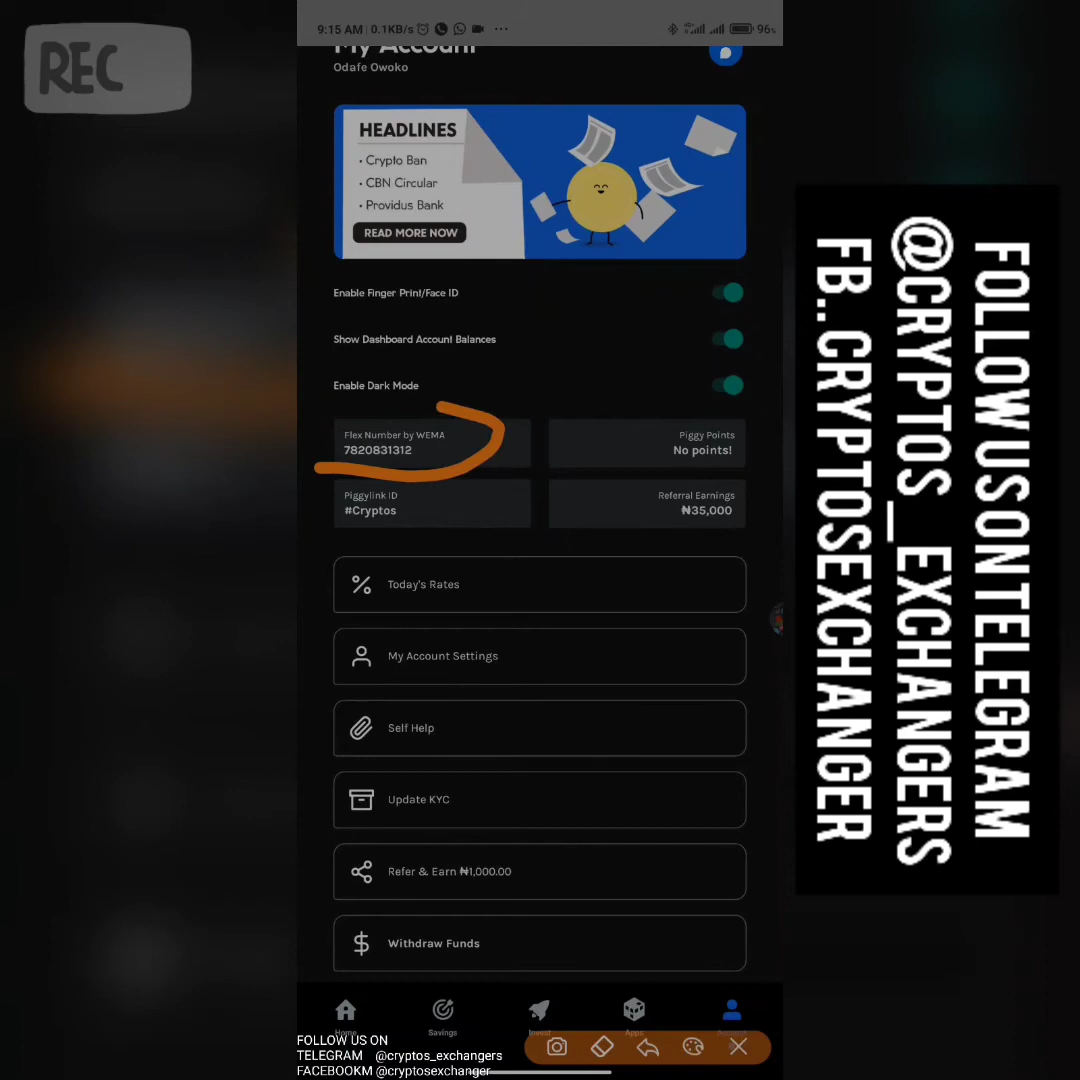 REC
9:15 AM 0.1KB/s
96%
My Account
Odafe Owoko
HEADLINES
• Crypto Ban
• CBN Circular
• Providus Bank
READ MORE NOW
Enable Finger Print/Face ID
Show Dashboard Account Balances
Enable Dark Mode
Flex Number by WEMA
7820831312
Piggy Points
No points!
Piggylink ID
#Cryptos
Referral Earnings
₦35,000
Today's Rates
My Account Settings
Self Help
Update KYC
Refer & Earn ₦1,000.00
Withdraw Funds
Home
Savings
Invest
Apps
FOLLOW US ON
TELEGRAM @cryptos_exchangers
FACEBOOKM @cryptosexchanger
FOLLOW US ON TELEGRAM
@CRYPTOS_EXCHANGERS
FB.. CRYPTOSEXCHANGER